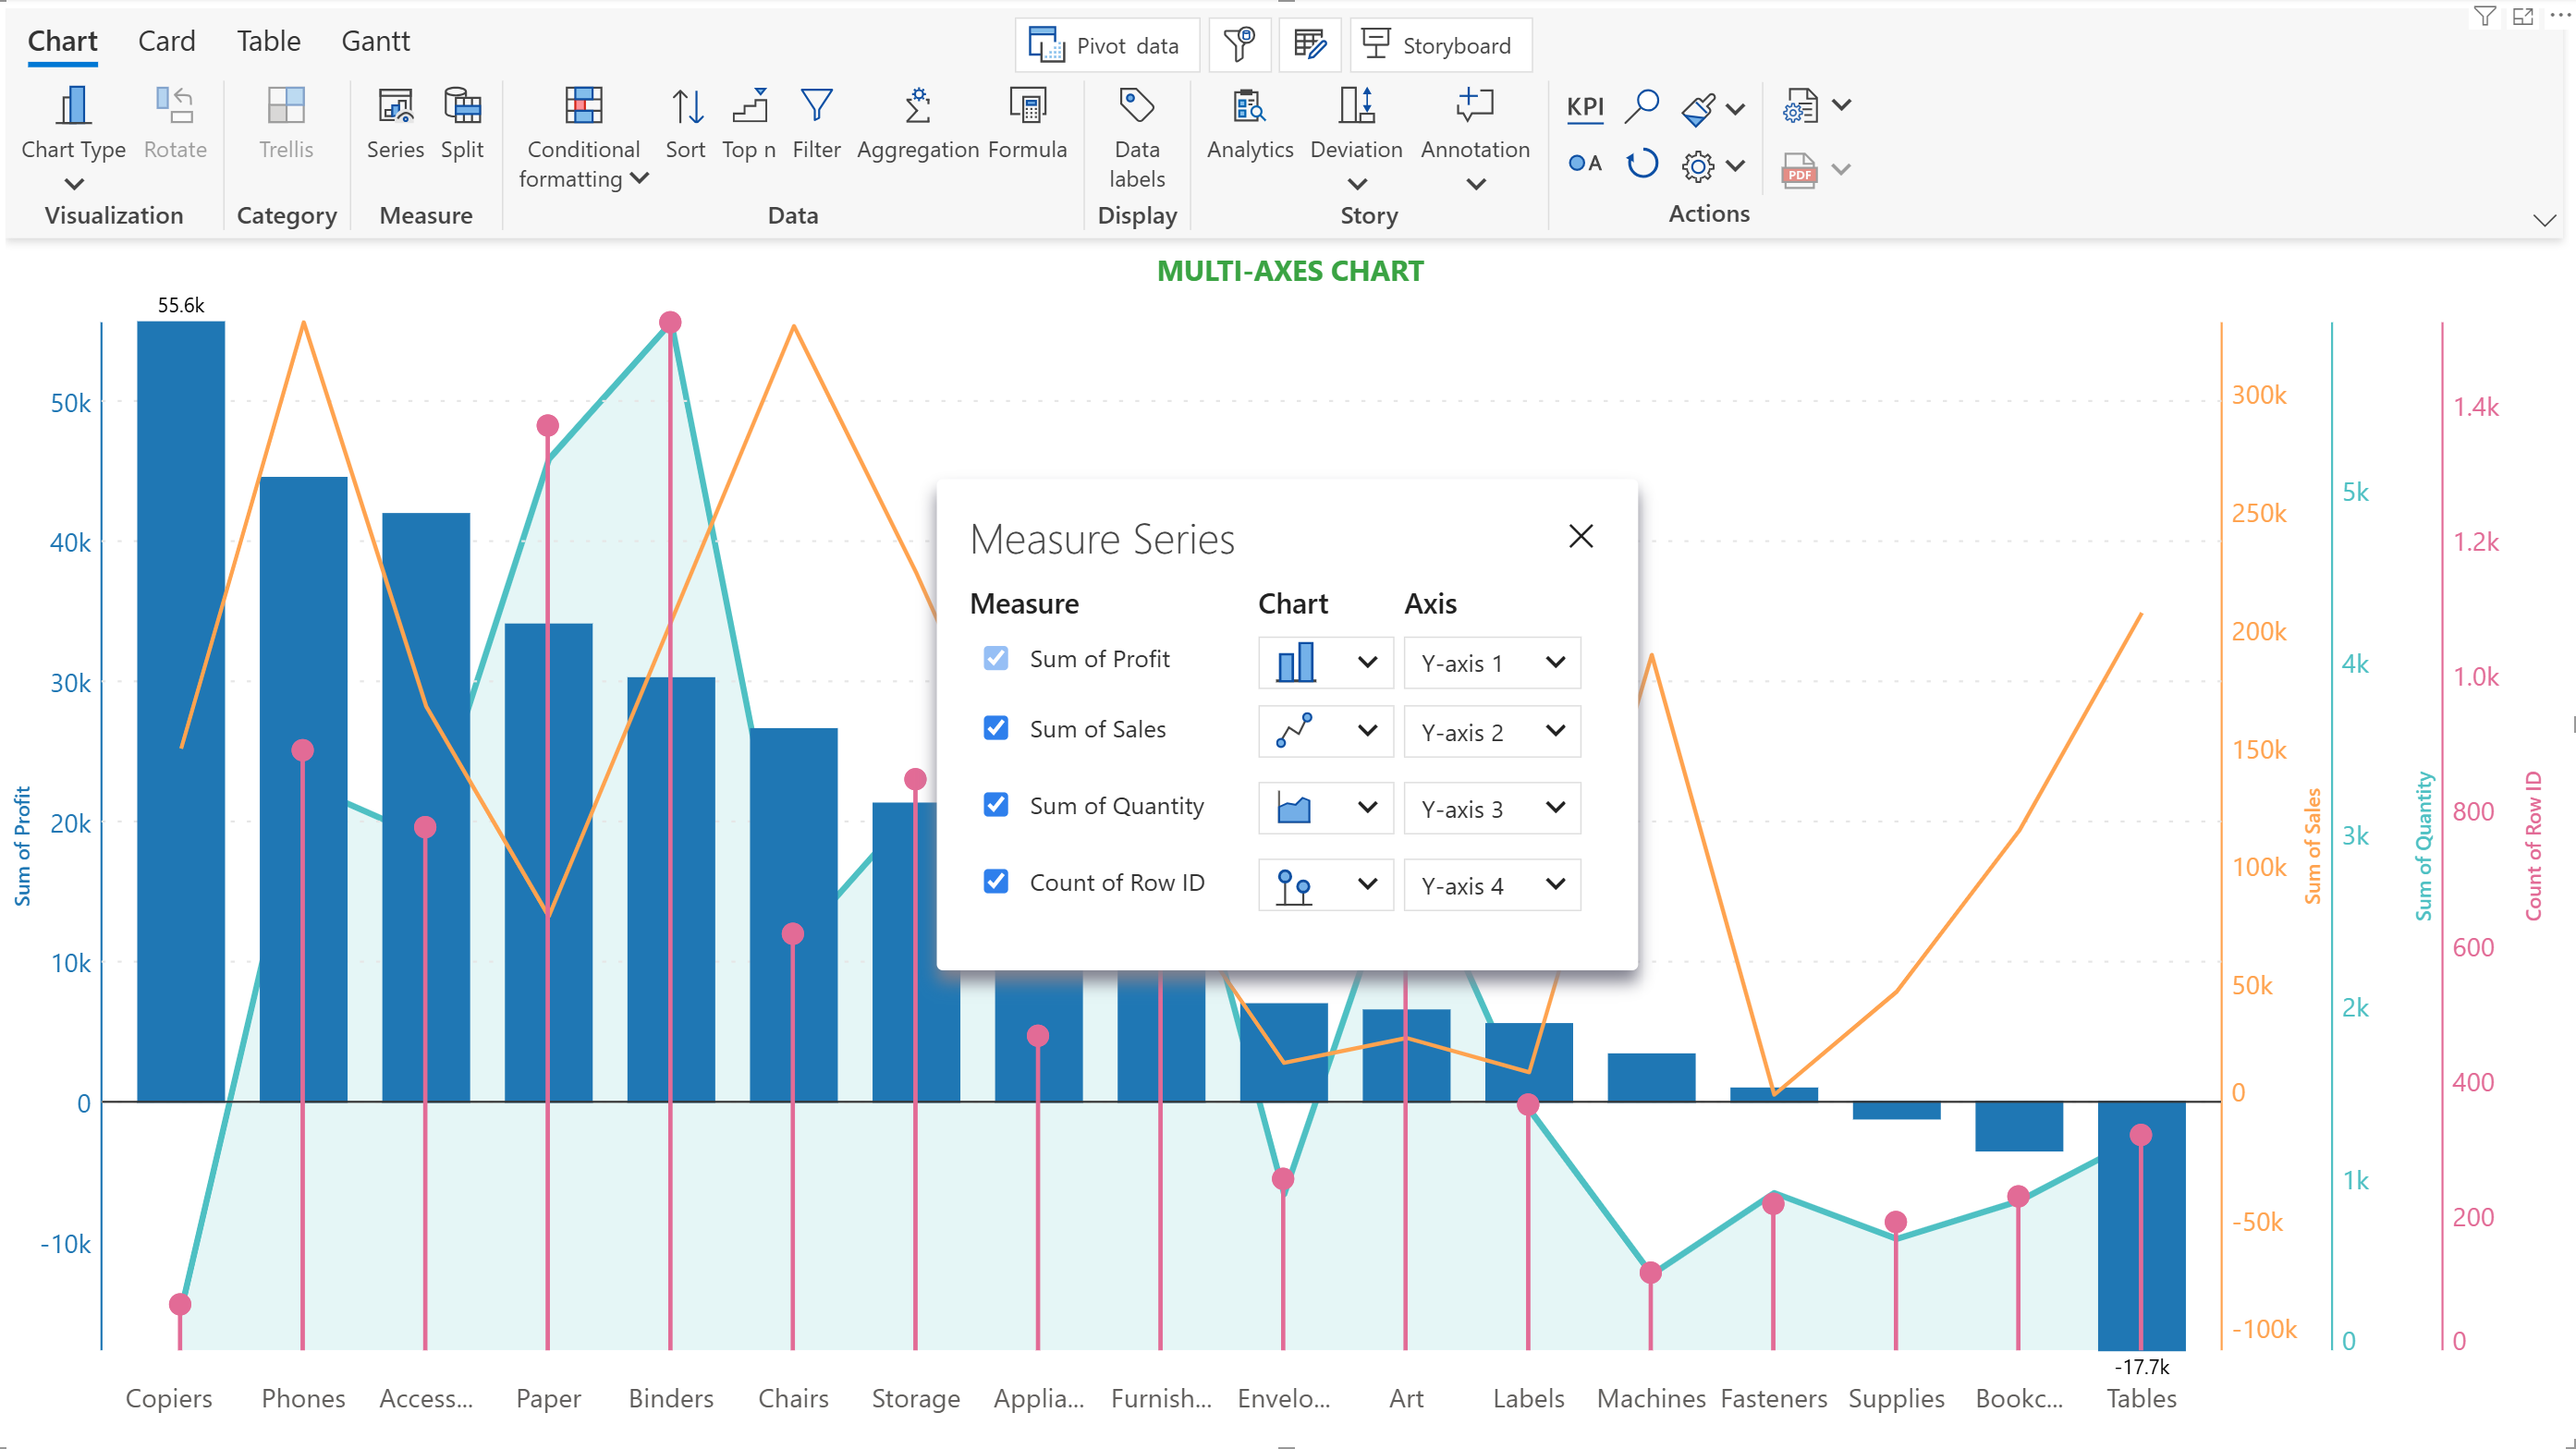 Chart Card Table Gantt
Pivot data
Storyboard
Chart Type
Rotate
Trellis
Series
Split
Conditional
formatting
Sort
Top n
Filter
Aggregation
Formula
Data
labels
Analytics
Deviation
Annotation
KPI
A
PDF
Visualization
Category
Measure
Data
Display
Story
Actions
MULTI-AXES CHART
55.6k
50k
40k
30k
20k
10k
0
-10k
Sum of Profit
Measure Series
Measure Chart Axis
Sum of Profit Y-axis 1
Sum of Sales Y-axis 2
Sum of Quantity Y-axis 3
Count of Row ID Y-axis 4
300k
250k
200k
150k
100k
50k
0
-50k
-100k
Sum of Sales
5k
4k
3k
2k
1k
0
Sum of Quantity
1.4k
1.2k
1.0k
800
600
400
200
0
Count of Row ID
-17.7k
Copiers Phones Access... Paper Binders Chairs Storage Applia... Furnish... Envelo... Art Labels Machines Fasteners Supplies Bookc... Tables